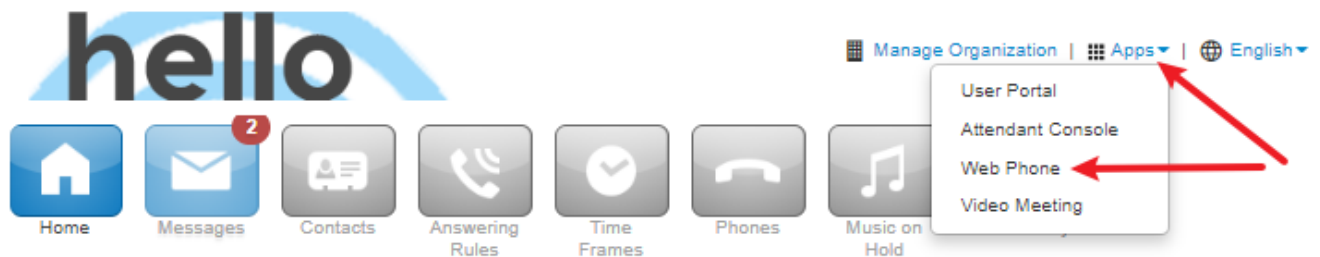 hello
Manage Organization | Apps | English
User Portal
Attendant Console
Web Phone
Video Meeting
2
Home
Messages
Contacts
Answering
Rules
Time
Frames
Phones
Music on
Hold